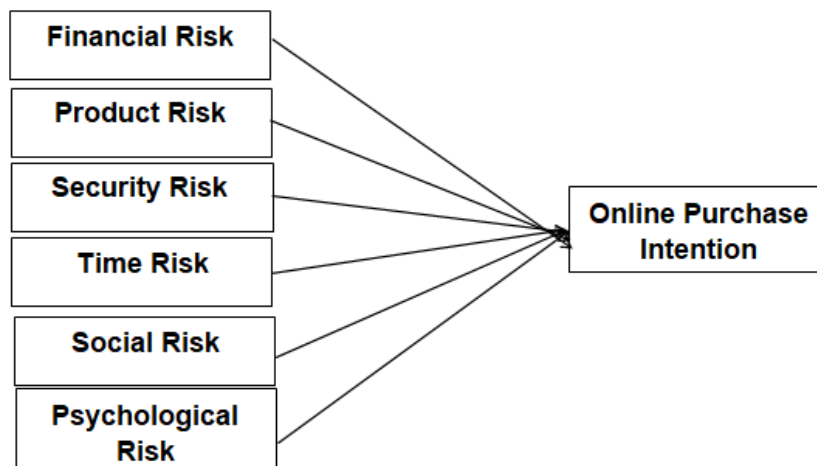 Financial Risk
Product Risk
Security Risk
Time Risk
Social Risk
Psychological
Risk
Online Purchase
Intention